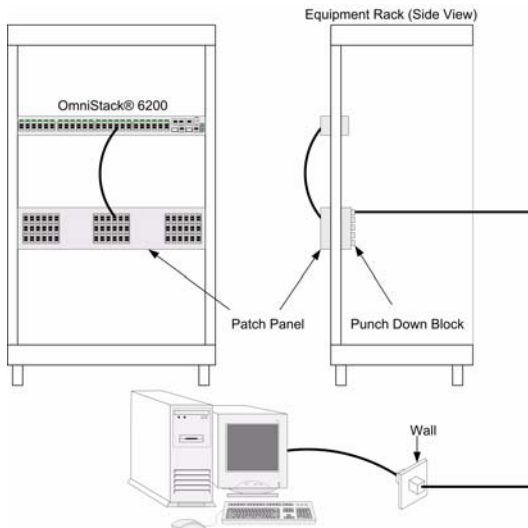 Equipment Rack (Side View)
OmniStack® 6200
Patch Panel
Punch Down Block
Wall